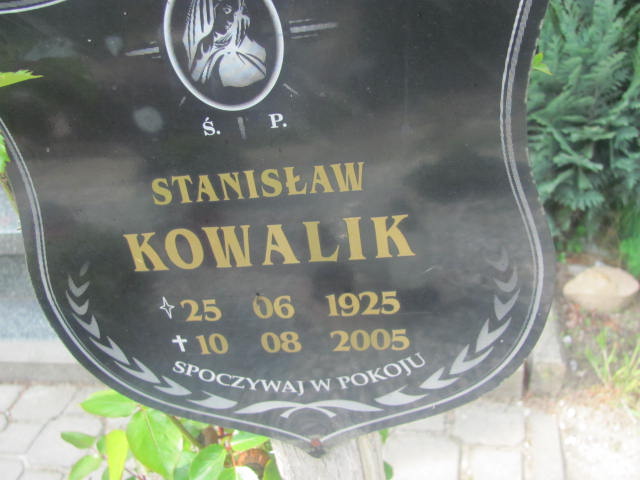 Ś. P.
STANISŁAW
KOWALIK
25 06 1925
10 08 2005
SPOCZYWAJ W POKOJU